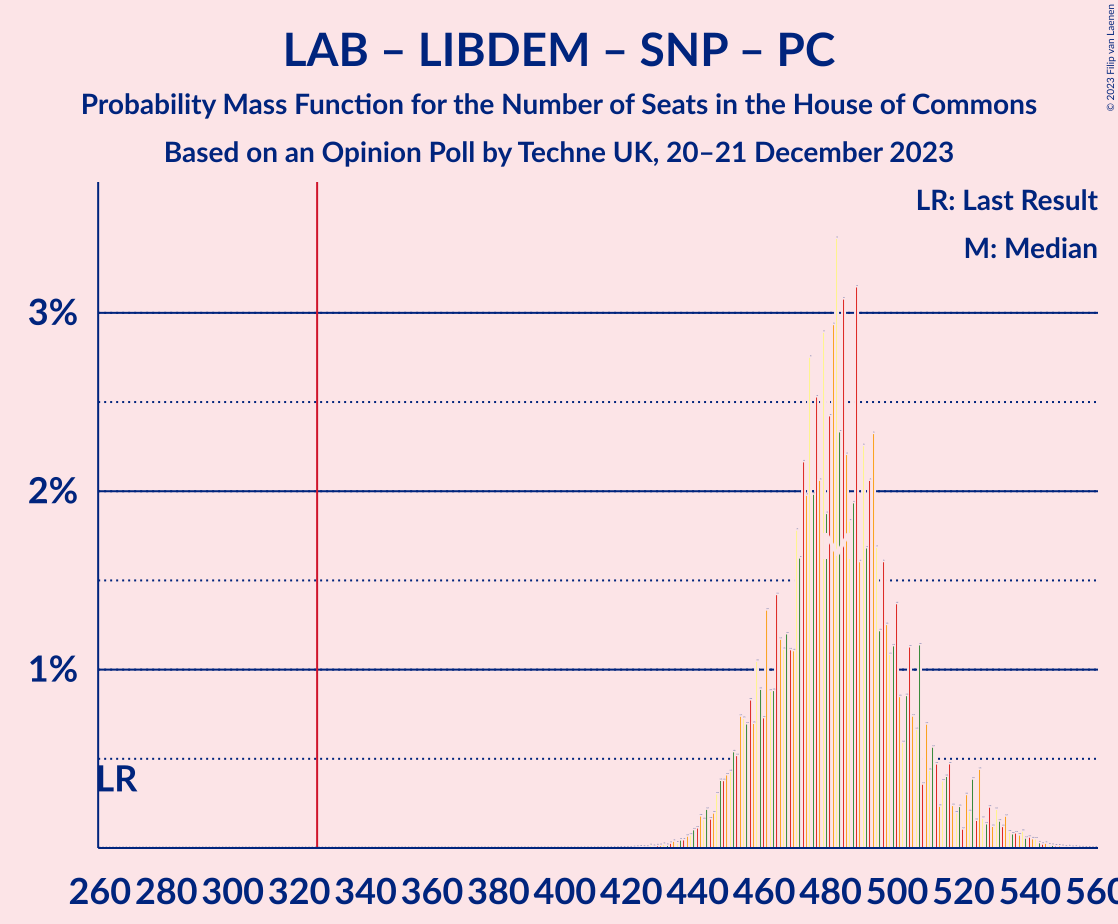 LAB – LIBDEM – SNP – PC
Probability Mass Function for the Number of Seats in the House of Commons
Based on an Opinion Poll by Techne UK, 20–21 December 2023
© 2023 Filip van Laenen
LR: Last Result
M: Median
3%
2%
1%
LR
260 280 300 320 340 360 380 400 420 440 460 480 500 520 540 560